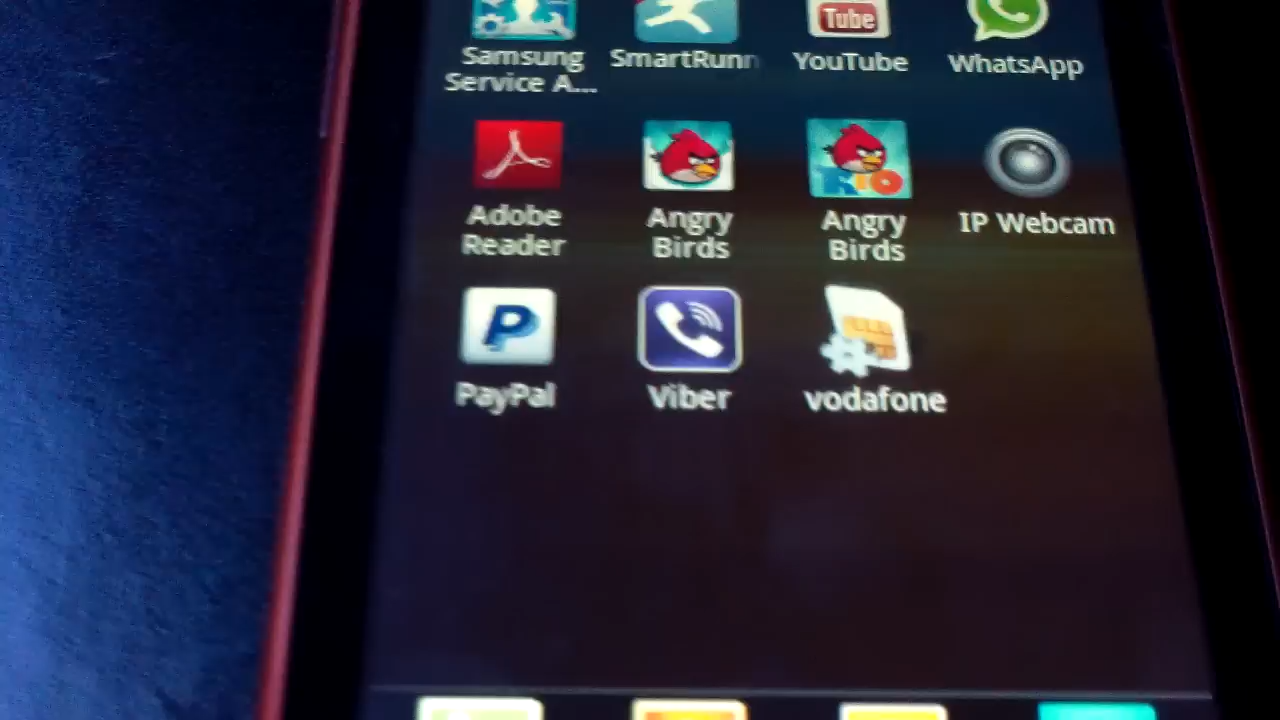 Tube
Samsung
Service A...
SmartRunn
YouTube
WhatsApp
Adobe
Reader
Angry
Birds
Angry
Birds
RIO
IP Webcam
P
PayPal
Viber
vodafone